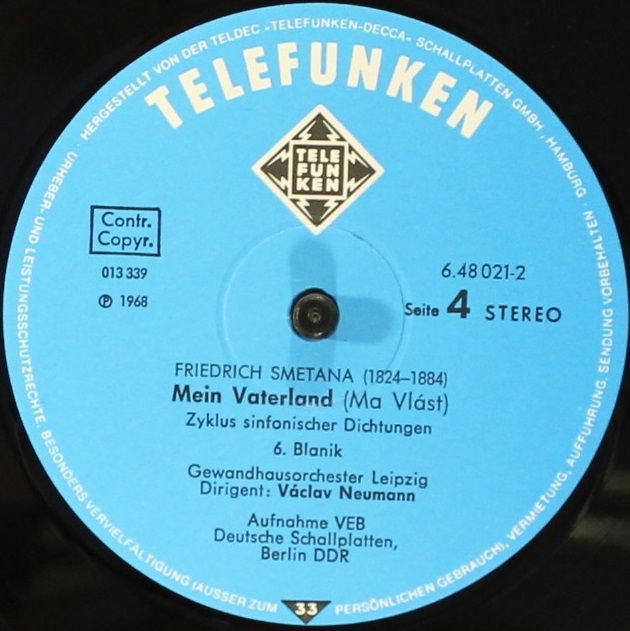 HERGESTELLT VON DER TELDEC »TELEFUNKEN-DECCA« SCHALLPLATTEN GMBH, HAMBURG · URHEBER- UND LEISTUNGSSCHUTZRECHTE. BESONDERS VERVIELFÄLTIGUNG (AUSSER ZUM PERSÖNLICHEN GEBRAUCH), VERMIETUNG, AUFFÜHRUNG, SENDUNG VORBEHALTEN ·
TELEFUNKEN
TELE
FUN
KEN
Contr.
Copyr.
013 339
Ⓟ 1968
6.48 021-2
Seite 4 STEREO
FRIEDRICH SMETANA (1824–1884)
Mein Vaterland (Ma Vlást)
Zyklus sinfonischer Dichtungen
6. Blanik
Gewandhausorchester Leipzig
Dirigent: Václav Neumann
Aufnahme VEB
Deutsche Schallplatten,
Berlin DDR
33